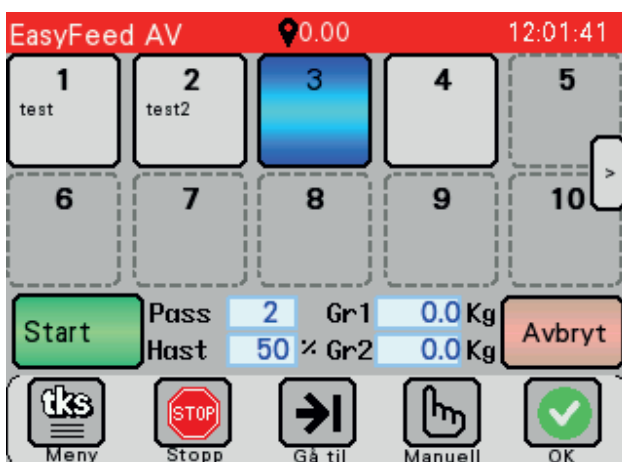 EasyFeed AV 0.00 12:01:41
1 2 3 4 5
test test2
>
6 7 8 9 10
Start Pass 2 Gr1 0.0 Kg Avbryt
Hast 50 % Gr2 0.0 Kg
tks STOP
Meny Stopp Gå til Manuell OK